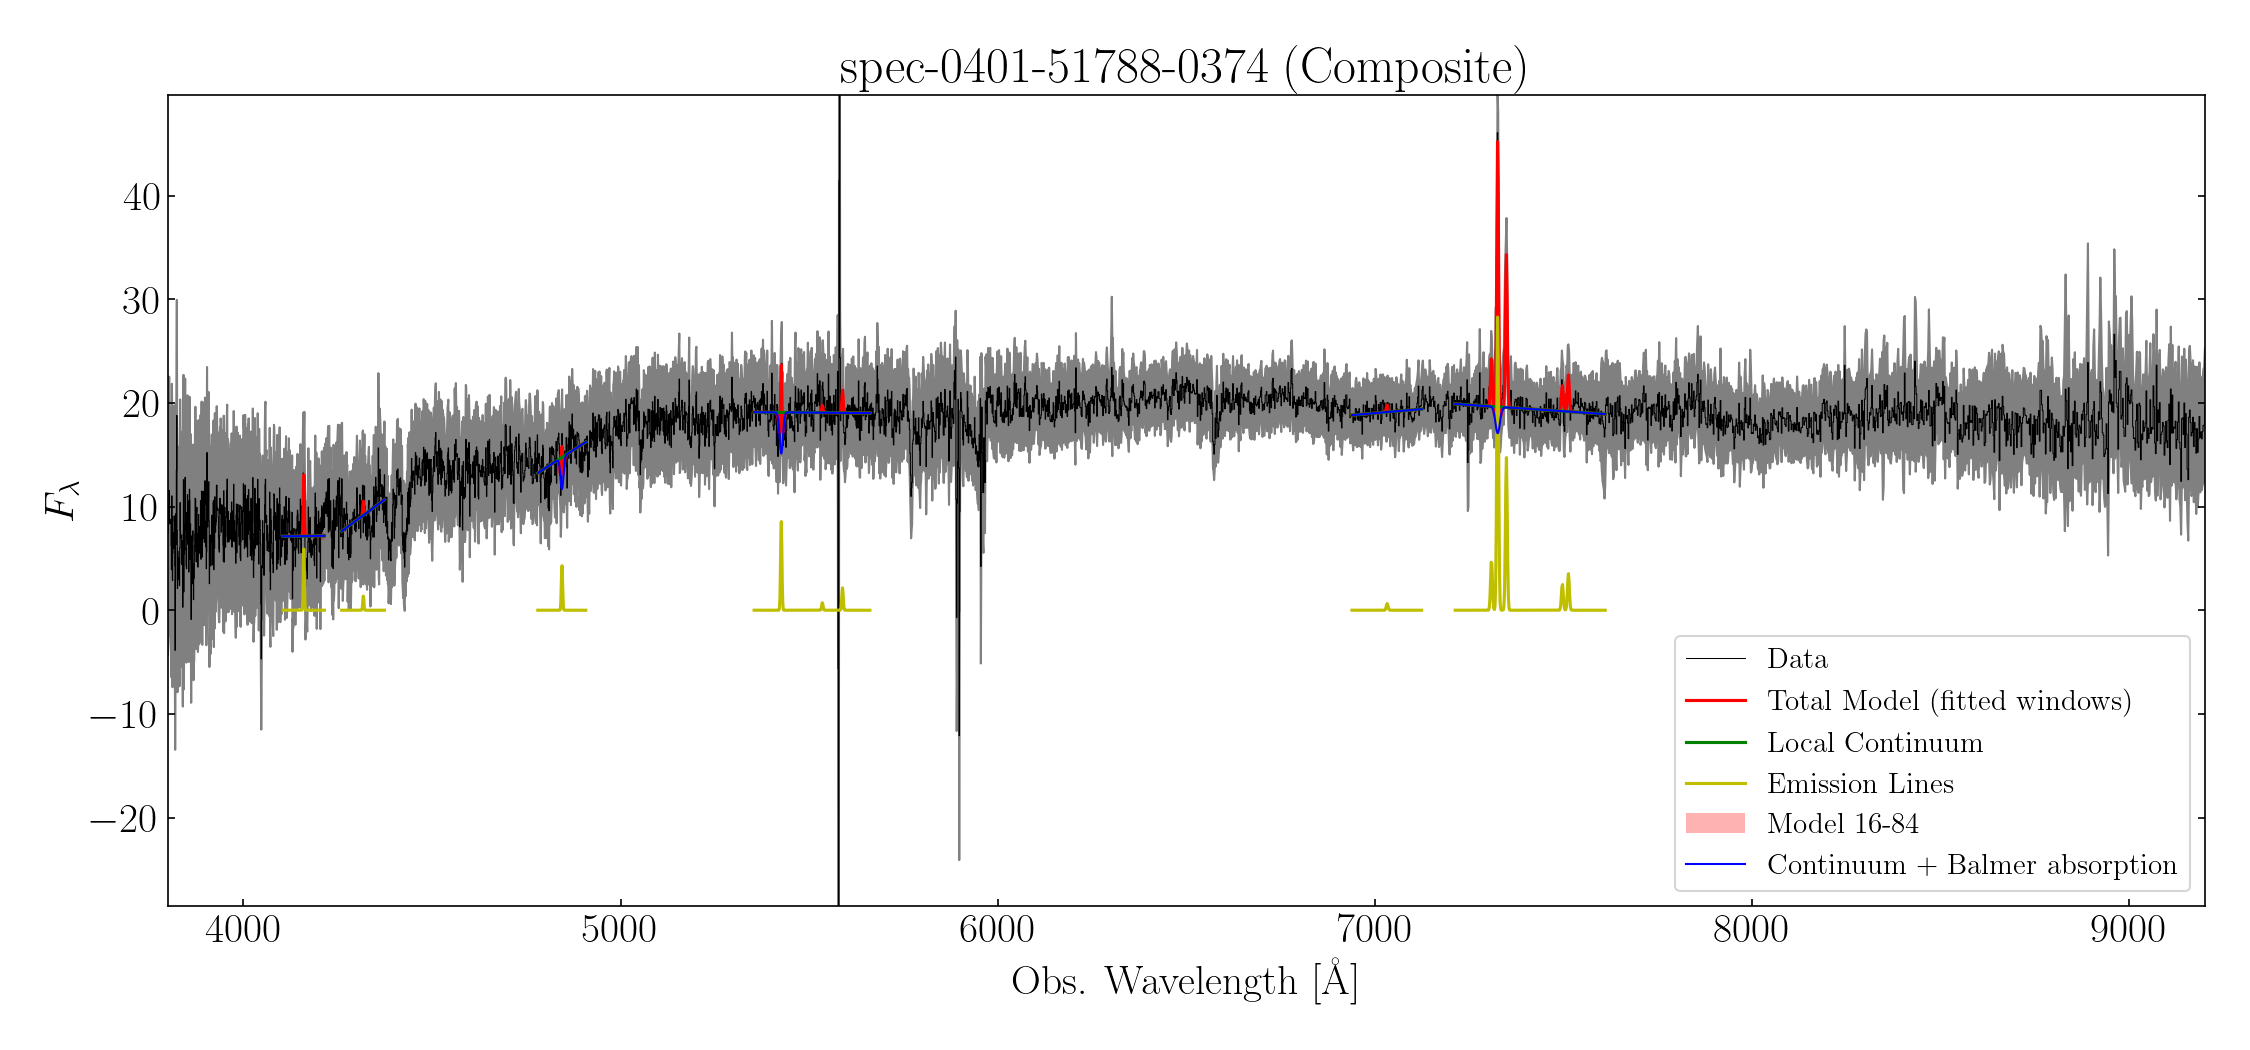 spec-0401-51788-0374 (Composite)
F_λ
40
30
20
10
0
−10
−20
4000 5000 6000 7000 8000 9000
Obs. Wavelength [Å]
Data
Total Model (fitted windows)
Local Continuum
Emission Lines
Model 16-84
Continuum + Balmer absorption